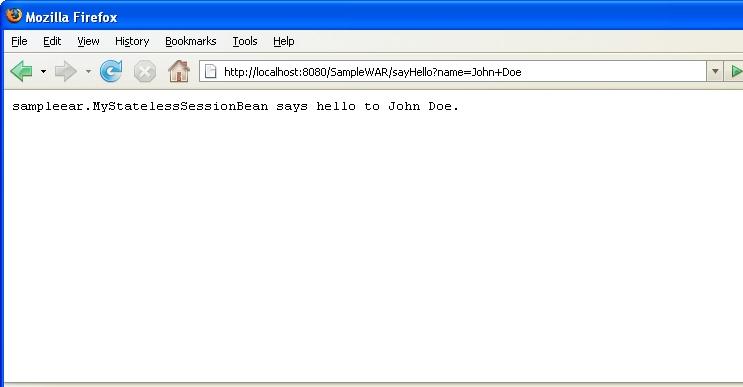 Mozilla Firefox
File Edit View History Bookmarks Tools Help
http://localhost:8080/SampleWAR/sayHello?name=John+Doe
sampleear.MyStatelessSessionBean says hello to John Doe.